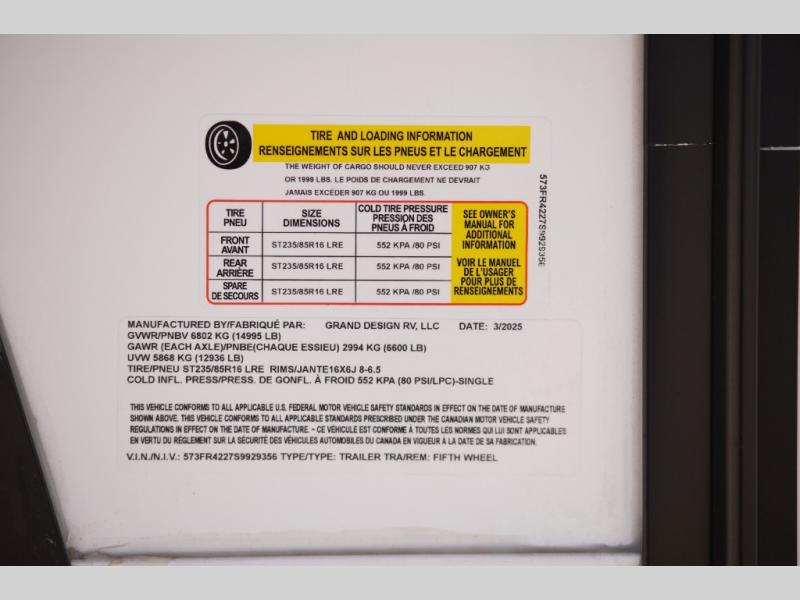 TIRE AND LOADING INFORMATION
RENSEIGNEMENTS SUR LES PNEUS ET LE CHARGEMENT
THE WEIGHT OF CARGO SHOULD NEVER EXCEED 907 KG
OR 1999 LBS. LE POIDS DE CHARGEMENT NE DEVRAIT
JAMAIS EXCÉDER 907 KG OU 1999 LBS.
TIRE
PNEU
SIZE
DIMENSIONS
COLD TIRE PRESSURE
PRESSION DES
PNEUS À FROID
FRONT
AVANT
ST235/85R16 LRE
552 KPA /80 PSI
REAR
ARRIÈRE
ST235/85R16 LRE
552 KPA /80 PSI
SPARE
DE SECOURS
ST235/85R16 LRE
552 KPA /80 PSI
SEE OWNER'S
MANUAL FOR
ADDITIONAL
INFORMATION
VOIR LE MANUEL
DE L'USAGER
POUR PLUS DE
RENSEIGNEMENTS
573FR4227S9929356
MANUFACTURED BY/FABRIQUÉ PAR: GRAND DESIGN RV, LLC DATE: 3/2025
GVWR/PNBV 6802 KG (14995 LB)
GAWR (EACH AXLE)/PNBE(CHAQUE ESSIEU) 2994 KG (6600 LB)
UVW 5868 KG (12936 LB)
TIRE/PNEU ST235/85R16 LRE RIMS/JANTE16X6J 8-6.5
COLD INFL. PRESS/PRESS. DE GONFL. À FROID 552 KPA (80 PSI/LPC)-SINGLE
THIS VEHICLE CONFORMS TO ALL APPLICABLE U.S. FEDERAL MOTOR VEHICLE SAFETY STANDARDS IN EFFECT ON THE DATE OF MANUFACTURE
SHOWN ABOVE. THIS VEHICLE CONFORMS TO ALL APPLICABLE STANDARDS PRESCRIBED UNDER THE CANADIAN MOTOR VEHICLE SAFETY
REGULATIONS IN EFFECT ON THE DATE OF MANUFACTURE. ~ CE VÉHICULE EST CONFORME À TOUTES LES NORMES QUI LUI SONT APPLICABLES
EN VERTU DU RÈGLEMENT SUR LA SÉCURITÉ DES VÉHICULES AUTOMOBILES DU CANADA EN VIGUEUR À LA DATE DE SA FABRICATION.
V.I.N./N.I.V.: 573FR4227S9929356 TYPE/TYPE: TRAILER TRA/REM: FIFTH WHEEL